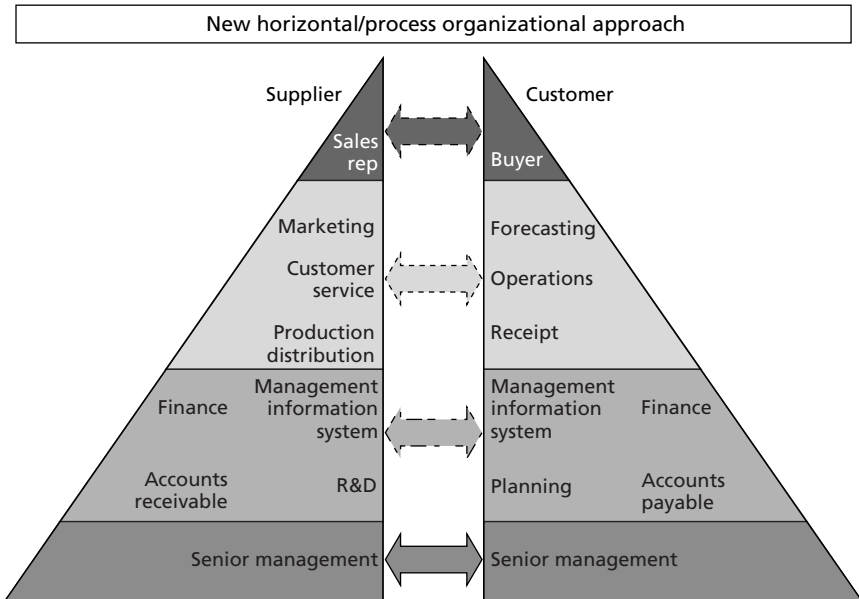 New horizontal/process organizational approach
Supplier
Customer
Sales
rep
Buyer
Marketing
Forecasting
Customer
service
Operations
Production
distribution
Receipt
Finance
Management
information
system
Management
information
system
Finance
Accounts
receivable
R&D
Planning
Accounts
payable
Senior management
Senior management